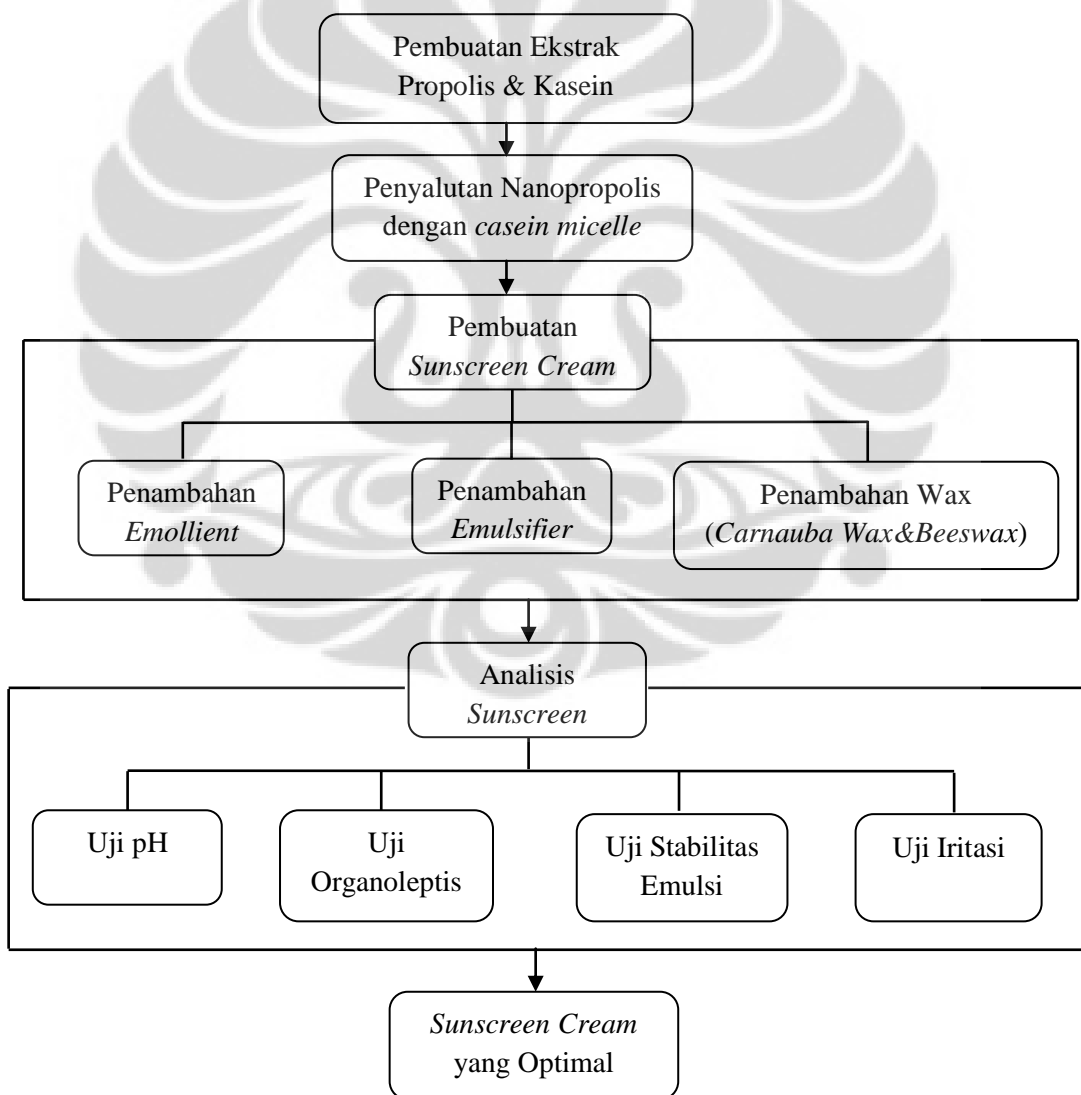 Pembuatan Ekstrak
Propolis & Kasein
Penyalutan Nanopropolis
dengan casein micelle
Pembuatan
Sunscreen Cream
Penambahan
Emollient
Penambahan
Emulsifier
Penambahan Wax
(Carnauba Wax&Beeswax)
Analisis
Sunscreen
Uji pH
Uji
Organoleptis
Uji Stabilitas
Emulsi
Uji Iritasi
Sunscreen Cream
yang Optimal